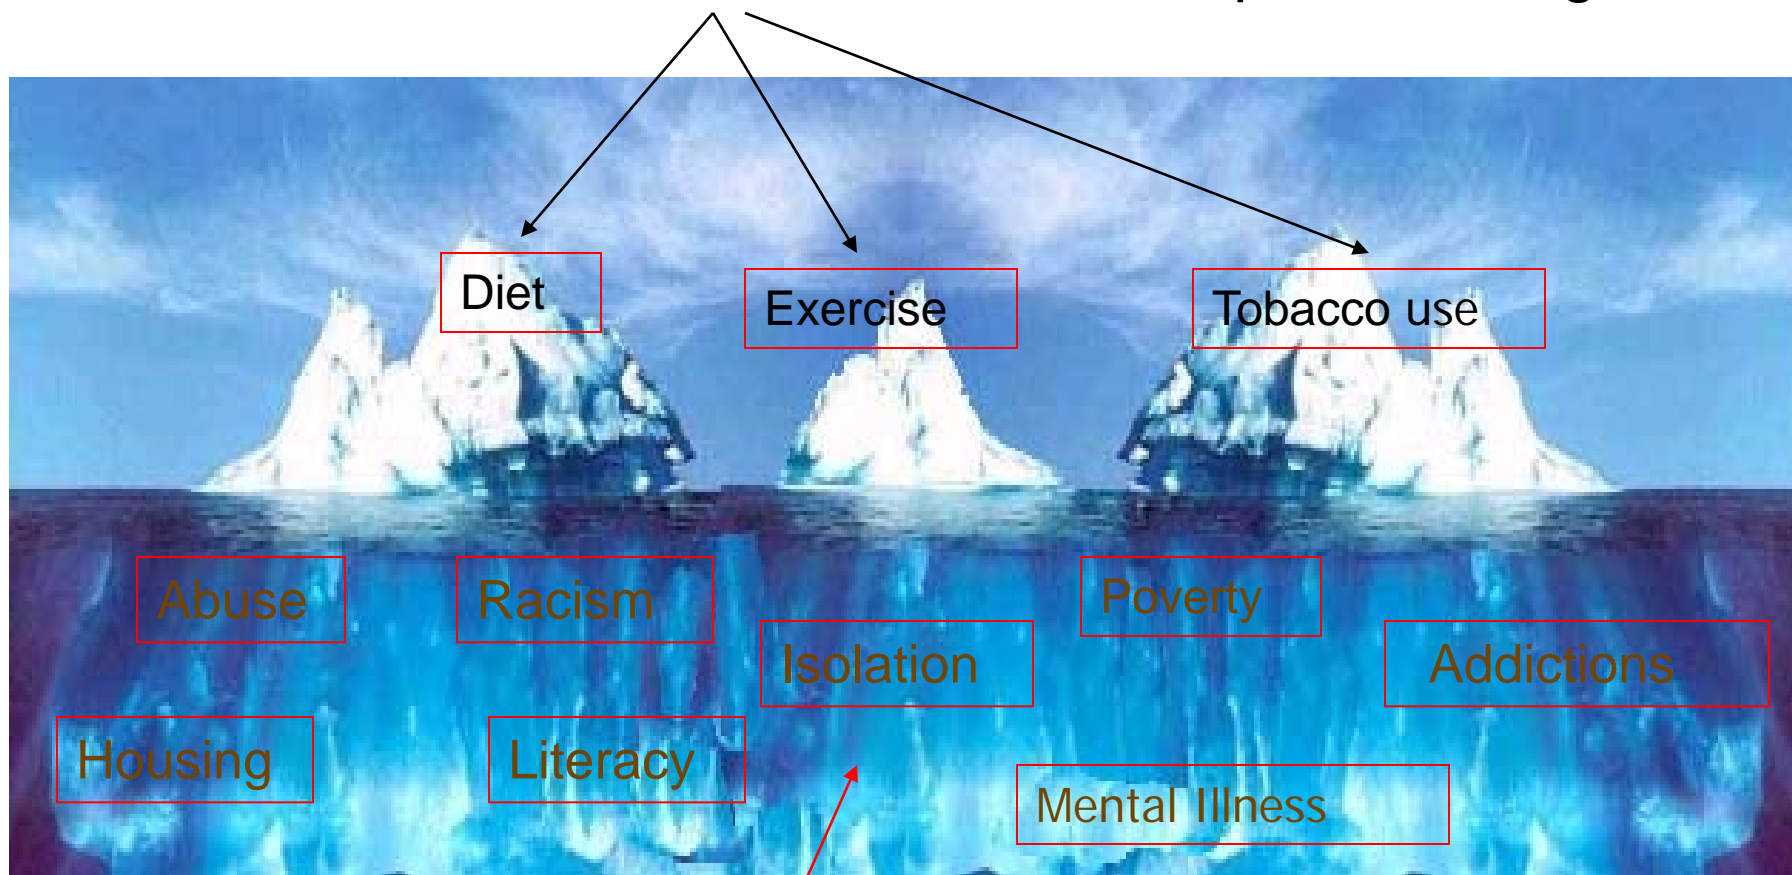 Diet
Exercise
Tobacco use
Abuse
Racism
Poverty
Isolation
Addictions
Housing
Literacy
Mental Illness